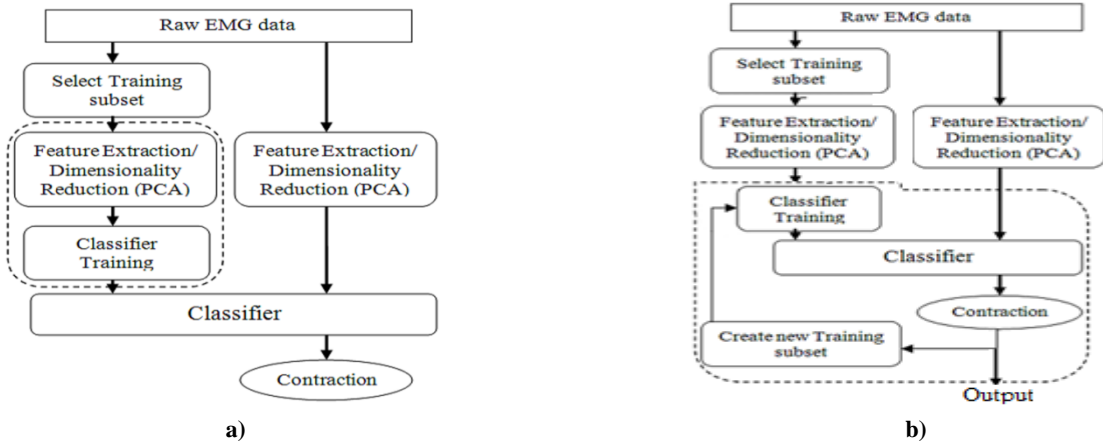 Raw EMG data
Select Training
subset
Feature Extraction/
Dimensionality
Reduction (PCA)
Feature Extraction/
Dimensionality
Reduction (PCA)
Classifier
Training
Classifier
Contraction
a)
Raw EMG data
Select Training
subset
Feature Extraction/
Dimensionality
Reduction (PCA)
Feature Extraction/
Dimensionality
Reduction (PCA)
Classifier
Training
Classifier
Contraction
Create new Training
subset
Output
b)